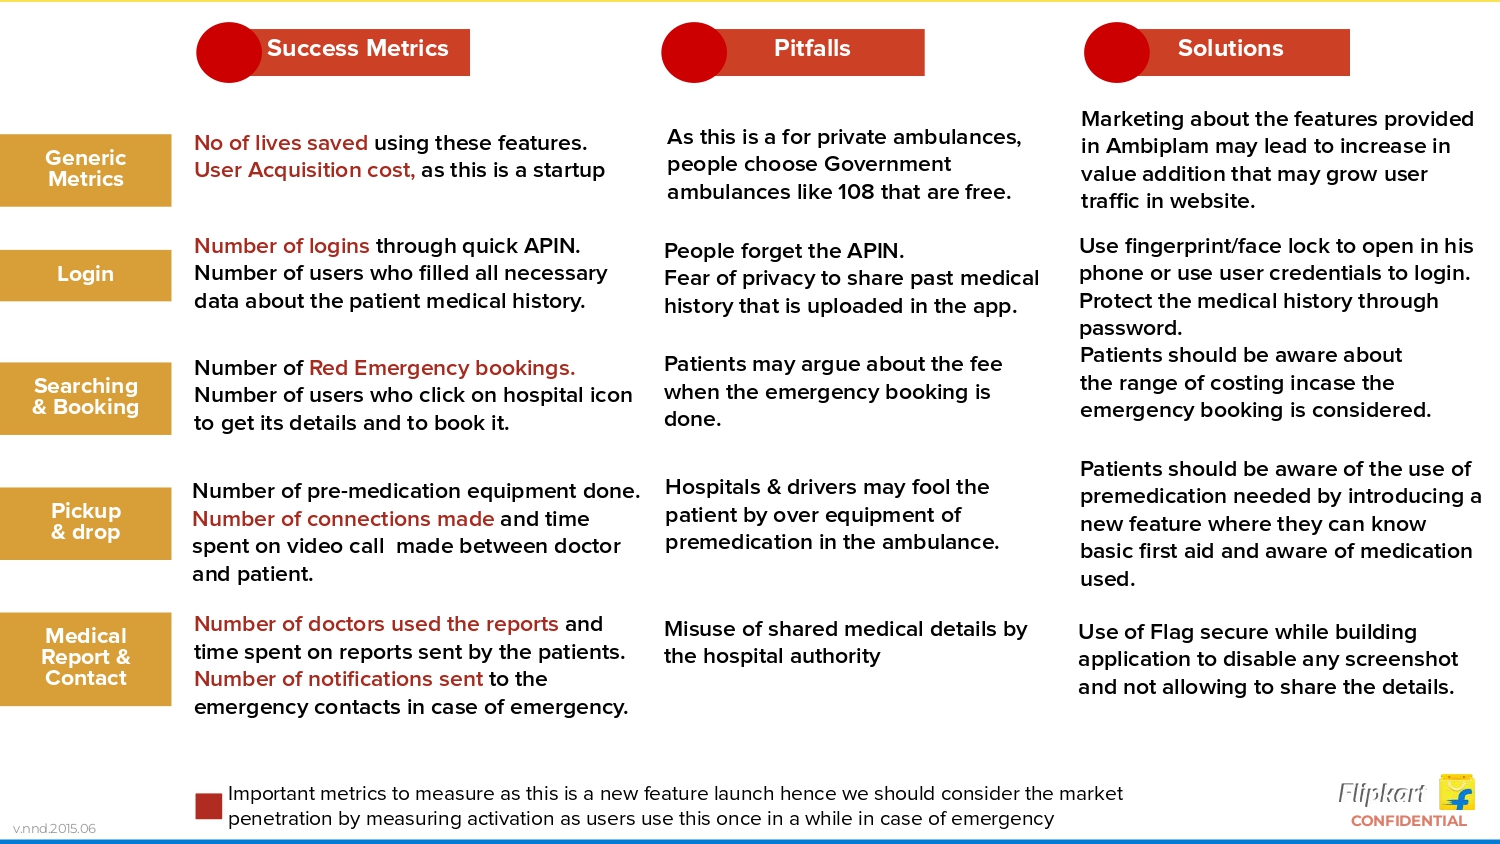 Success Metrics
Pitfalls
Solutions
Generic
Metrics
No of lives saved using these features.
User Acquisition cost, as this is a startup
As this is a for private ambulances,
people choose Government
ambulances like 108 that are free.
Marketing about the features provided
in Ambiplam may lead to increase in
value addition that may grow user
traffic in website.
Login
Number of logins through quick APIN.
Number of users who filled all necessary
data about the patient medical history.
People forget the APIN.
Fear of privacy to share past medical
history that is uploaded in the app.
Use fingerprint/face lock to open in his
phone or use user credentials to login.
Protect the medical history through
password.
Searching
& Booking
Number of Red Emergency bookings.
Number of users who click on hospital icon
to get its details and to book it.
Patients may argue about the fee
when the emergency booking is
done.
Patients should be aware about
the range of costing incase the
emergency booking is considered.
Pickup
& drop
Number of pre-medication equipment done.
Number of connections made and time
spent on video call  made between doctor
and patient.
Hospitals & drivers may fool the
patient by over equipment of
premedication in the ambulance.
Patients should be aware of the use of
premedication needed by introducing a
new feature where they can know
basic first aid and aware of medication
used.
Medical
Report &
Contact
Number of doctors used the reports and
time spent on reports sent by the patients.
Number of notifications sent to the
emergency contacts in case of emergency.
Misuse of shared medical details by
the hospital authority
Use of Flag secure while building
application to disable any screenshot
and not allowing to share the details.
Important metrics to measure as this is a new feature launch hence we should consider the market
penetration by measuring activation as users use this once in a while in case of emergency
v.nnd.2015.06
Flipkart
CONFIDENTIAL